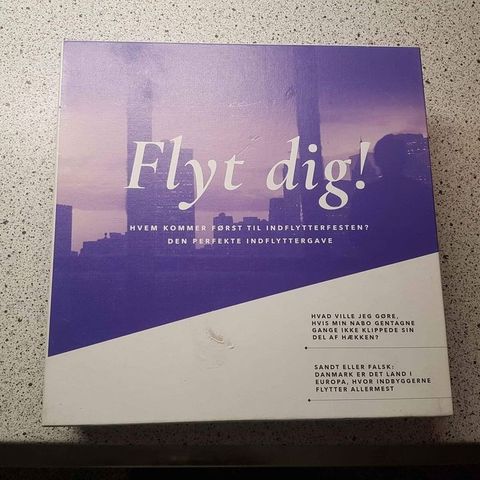 Flyt dig!
HVEM KOMMER FØRST TIL INDFLYTTERFESTEN?
DEN PERFEKTE INDFLYTTERGAVE
HVAD VILLE JEG GØRE,
HVIS MIN NABO GENTAGNE
GANGE IKKE KLIPPEDE SIN
DEL AF HÆKKEN?
SANDT ELLER FALSK:
DANMARK ER DET LAND I
EUROPA, HVOR INDBYGGERNE
FLYTTER ALLERMEST